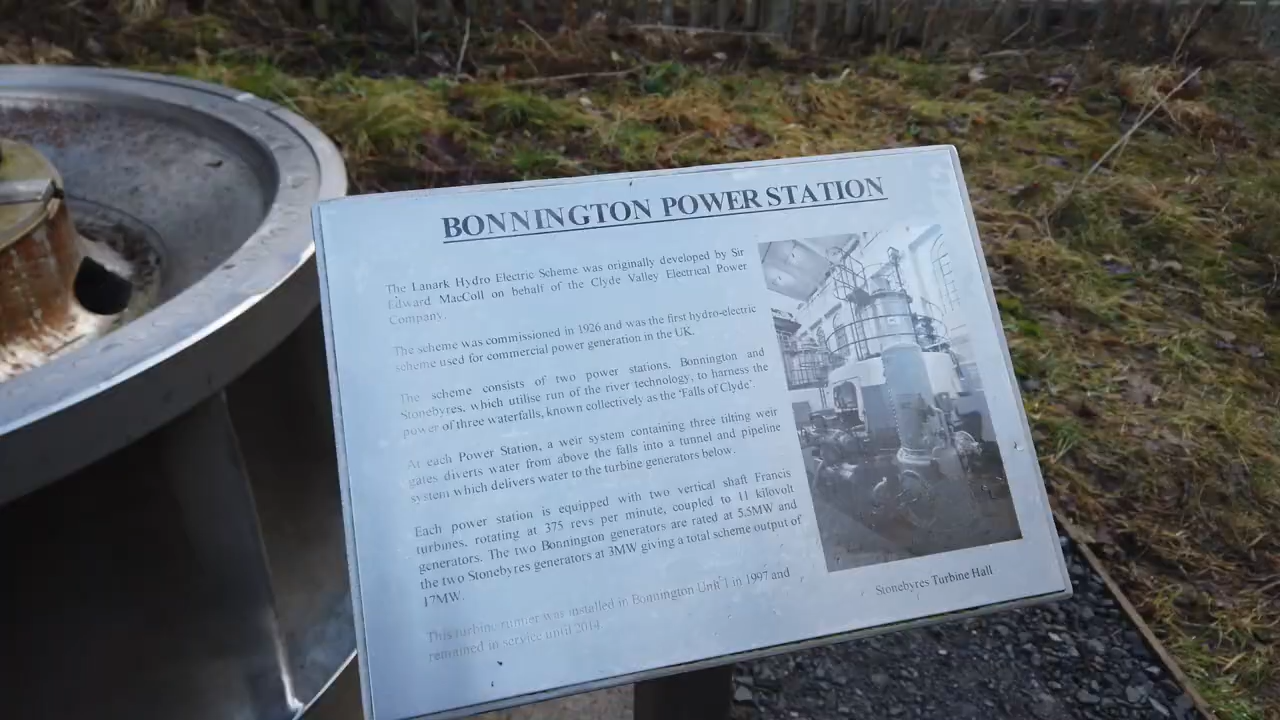 BONNINGTON POWER STATION
The Lanark Hydro Electric Scheme was originally developed by Sir
Edward MacColl on behalf of the Clyde Valley Electrical Power
Company.
The scheme was commissioned in 1926 and was the first hydro-electric
scheme used for commercial power generation in the UK.
The scheme consists of two power stations, Bonnington and
Stonebyres, which utilise run of the river technology, to harness the
power of three waterfalls, known collectively as the 'Falls of Clyde'.
At each Power Station, a weir system containing three tilting weir
gates diverts water from above the falls into a tunnel and pipeline
system which delivers water to the turbine generators below.
Each power station is equipped with two vertical shaft Francis
turbines, rotating at 375 revs per minute, coupled to 11 kilovolt
generators. The two Bonnington generators are rated at 5.5MW and
the two Stonebyres generators at 3MW giving a total scheme output of
17MW.
This turbine runner was installed in Bonnington Unit 1 in 1997 and
remained in service until 2014.
Stonebyres Turbine Hall